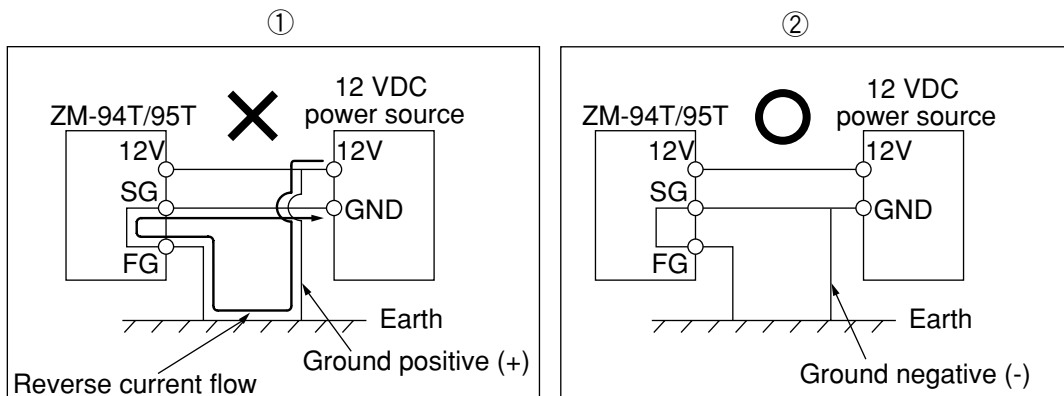 ①
12 VDC
ZM-94T/95T power source
12V 12V
SG
GND
FG
Earth
Ground positive (+)
Reverse current flow
②
12 VDC
ZM-94T/95T power source
12V 12V
SG
GND
FG
Earth
Ground negative (-)